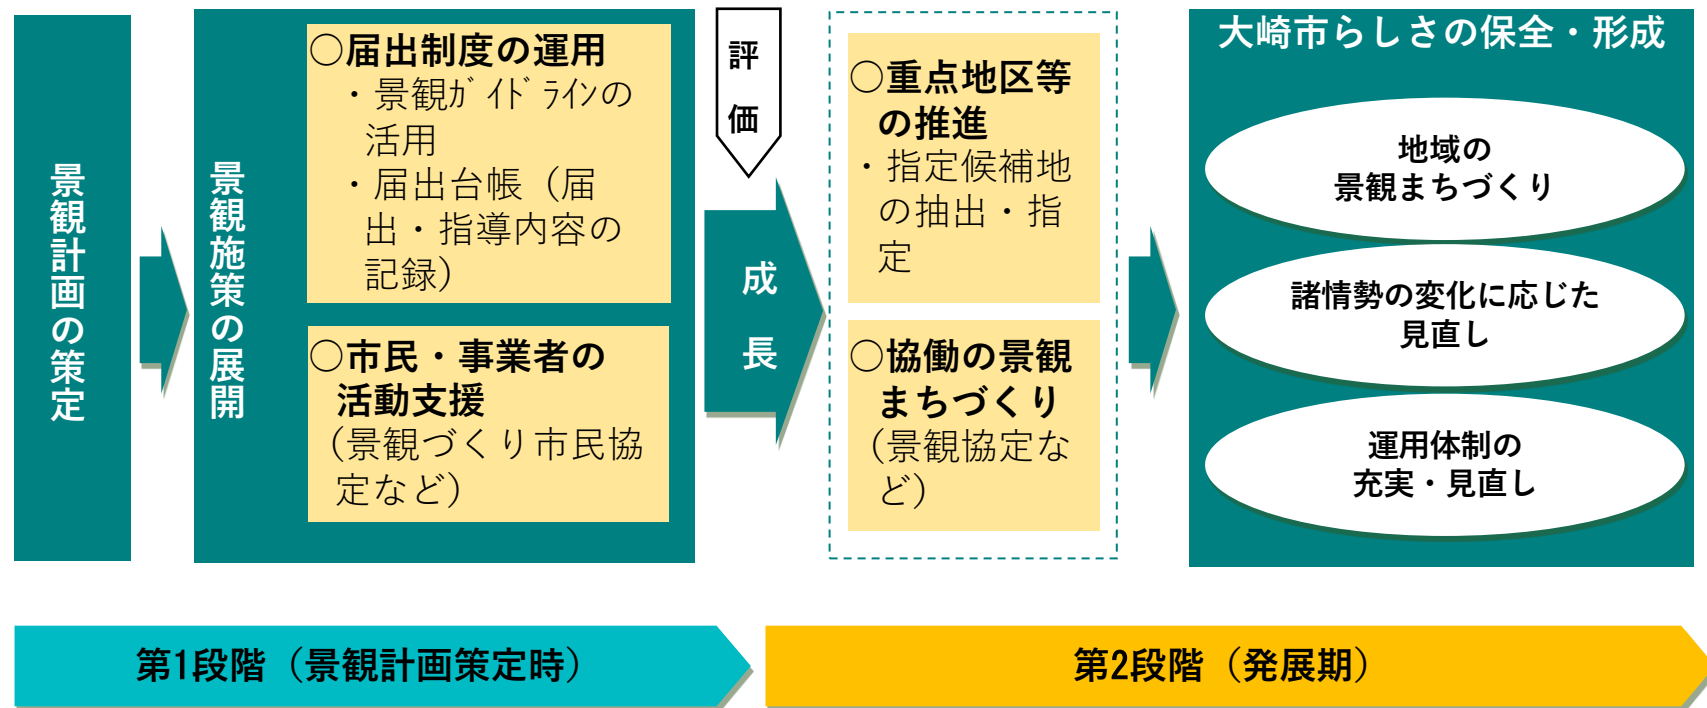 景観計画の策定
景観施策の展開
○届出制度の運用
・景観ｶﾞｲﾄﾞﾗｲﾝの
活用
・届出台帳（届
出・指導内容の
記録）
○市民・事業者の
活動支援
（景観づくり市民協
定など）
評価
成長
○重点地区等
の推進
・指定候補地
の抽出・指
定
○協働の景観
まちづくり
（景観協定な
ど）
大崎市らしさの保全・形成
地域の
景観まちづくり
諸情勢の変化に応じた
見直し
運用体制の
充実・見直し
第1段階（景観計画策定時）
第2段階（発展期）